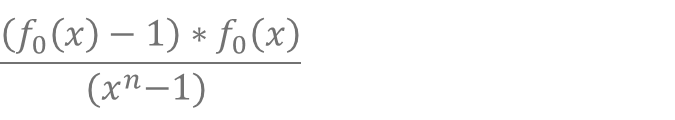 (f₀(x) − 1) ∗ f₀(x)
(xⁿ−1)